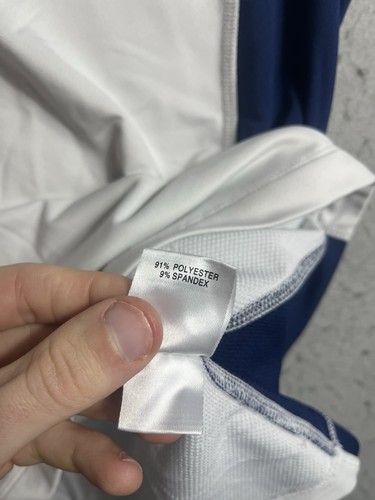 91% POLYESTER
9% SPANDEX